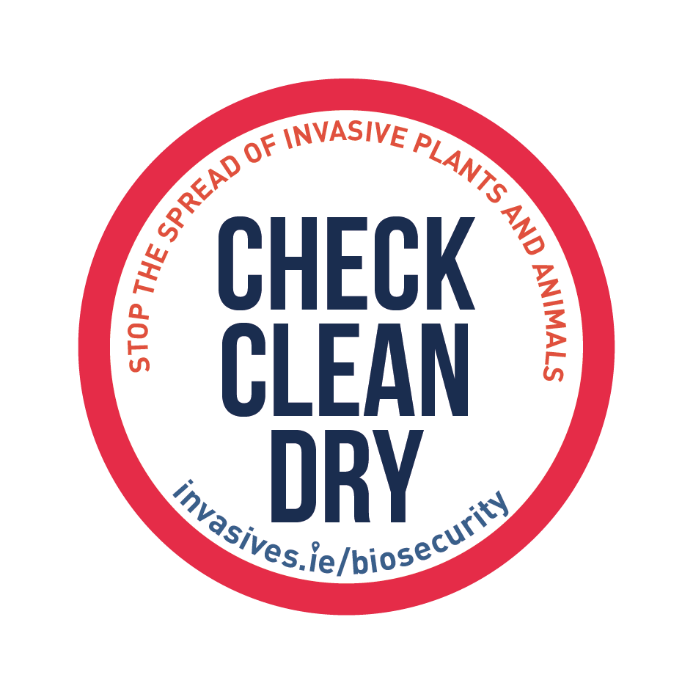 STOP THE SPREAD OF INVASIVE PLANTS AND ANIMALS
CHECK
CLEAN
DRY
invasives.ie/biosecurity